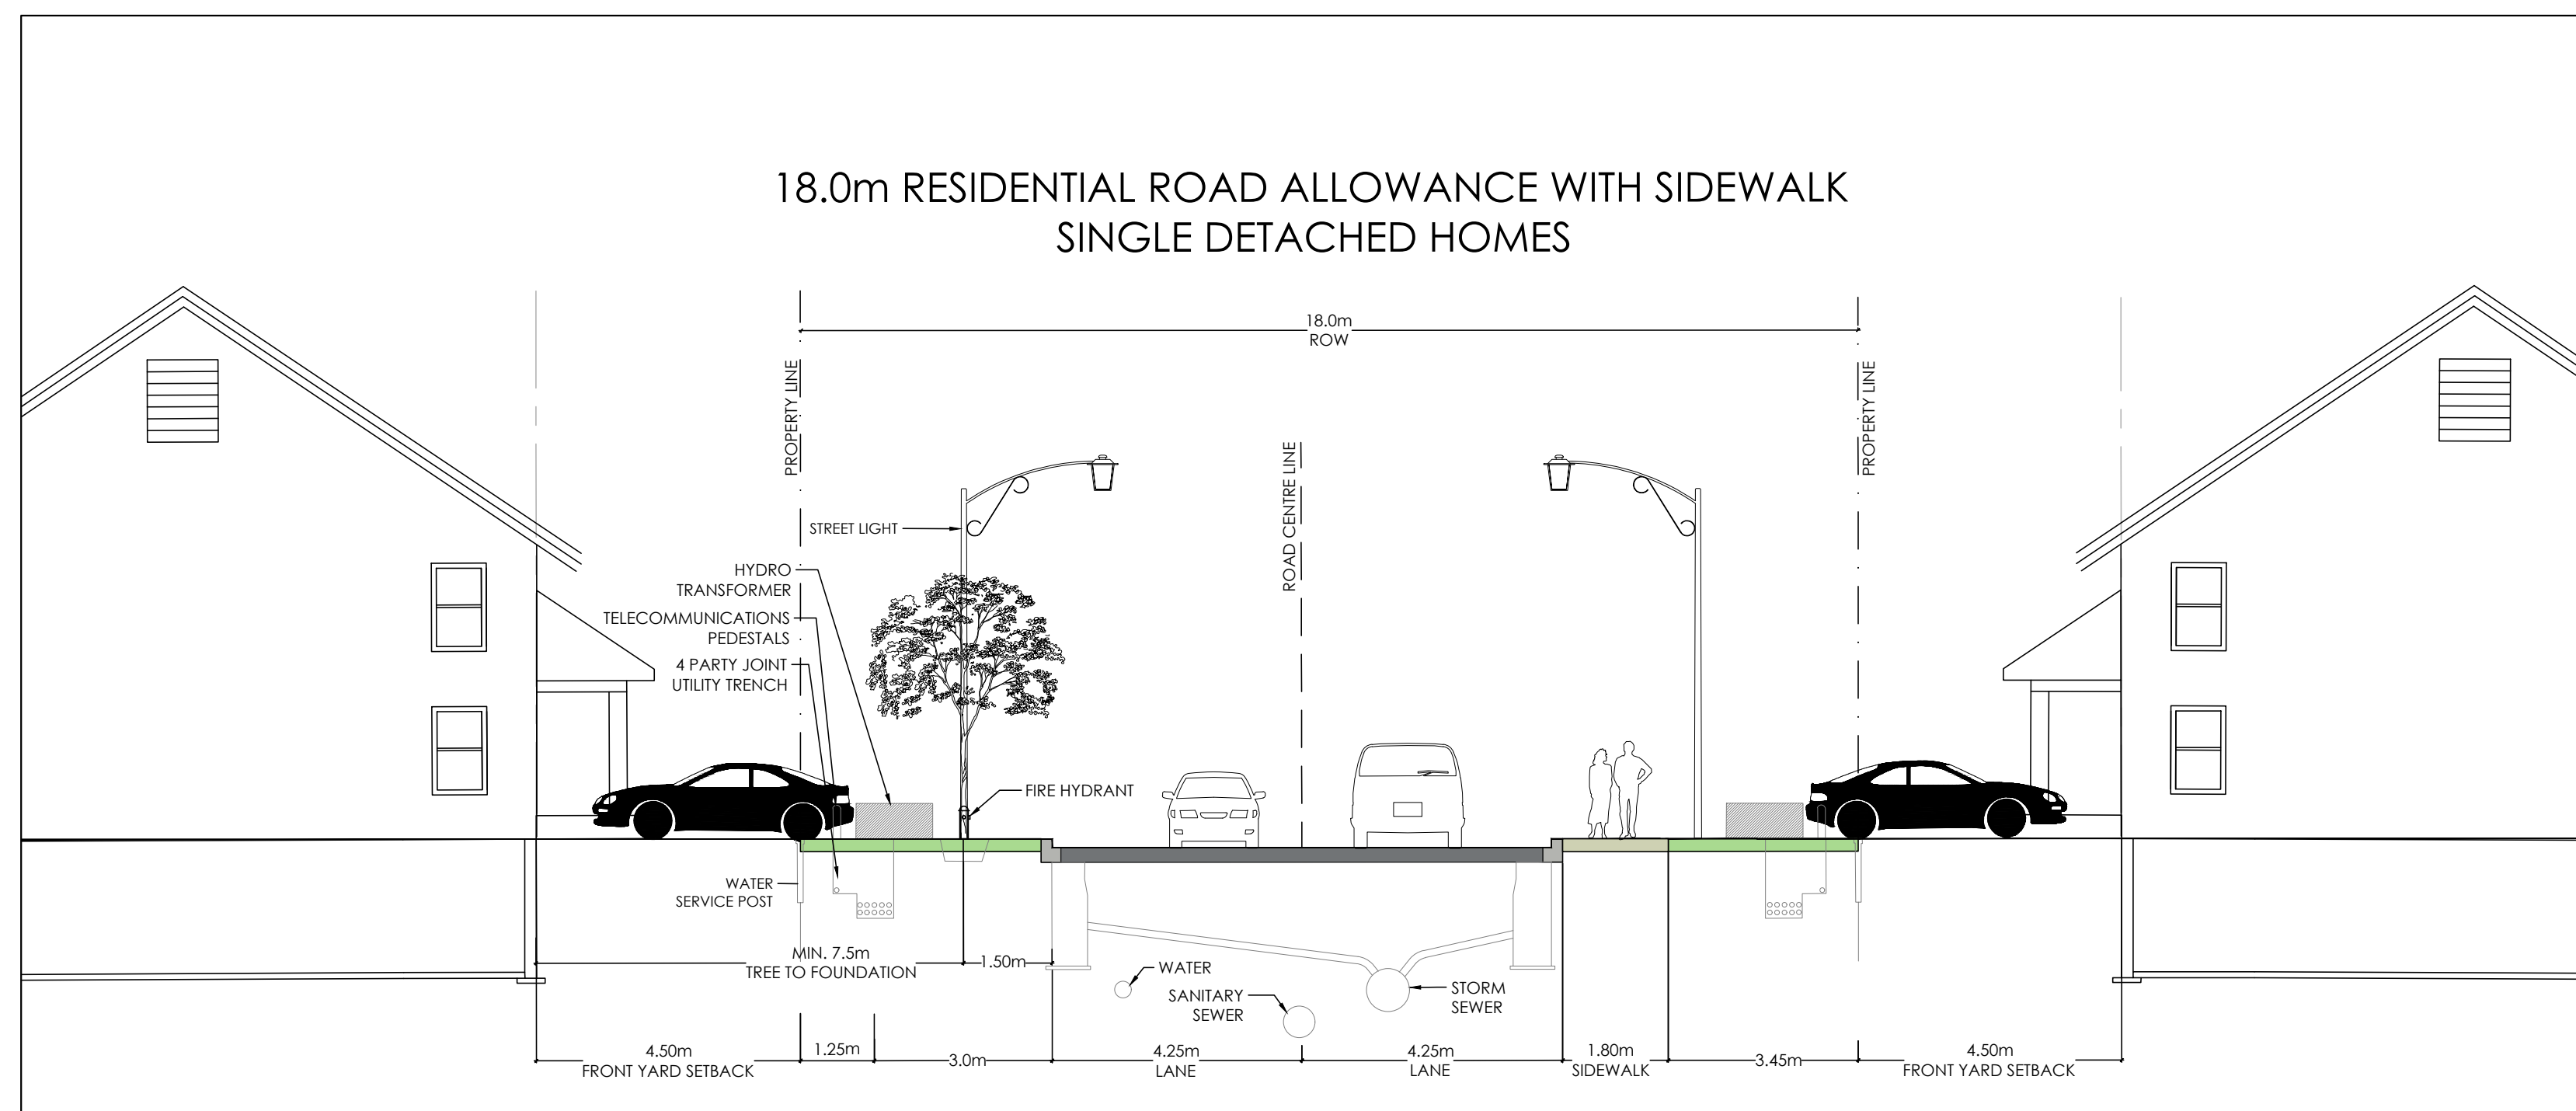 18.0m RESIDENTIAL ROAD ALLOWANCE WITH SIDEWALK
SINGLE DETACHED HOMES
18.0m
ROW
PROPERTY LINE
PROPERTY LINE
ROAD CENTRE LINE
STREET LIGHT
HYDRO
TRANSFORMER
TELECOMMUNICATIONS
PEDESTALS
4 PARTY JOINT
UTILITY TRENCH
FIRE HYDRANT
WATER
SERVICE POST
MIN. 7.5m
TREE TO FOUNDATION
1.50m
WATER
SANITARY
SEWER
STORM
SEWER
4.50m
FRONT YARD SETBACK
1.25m
3.0m
4.25m
LANE
4.25m
LANE
1.80m
SIDEWALK
3.45m
4.50m
FRONT YARD SETBACK